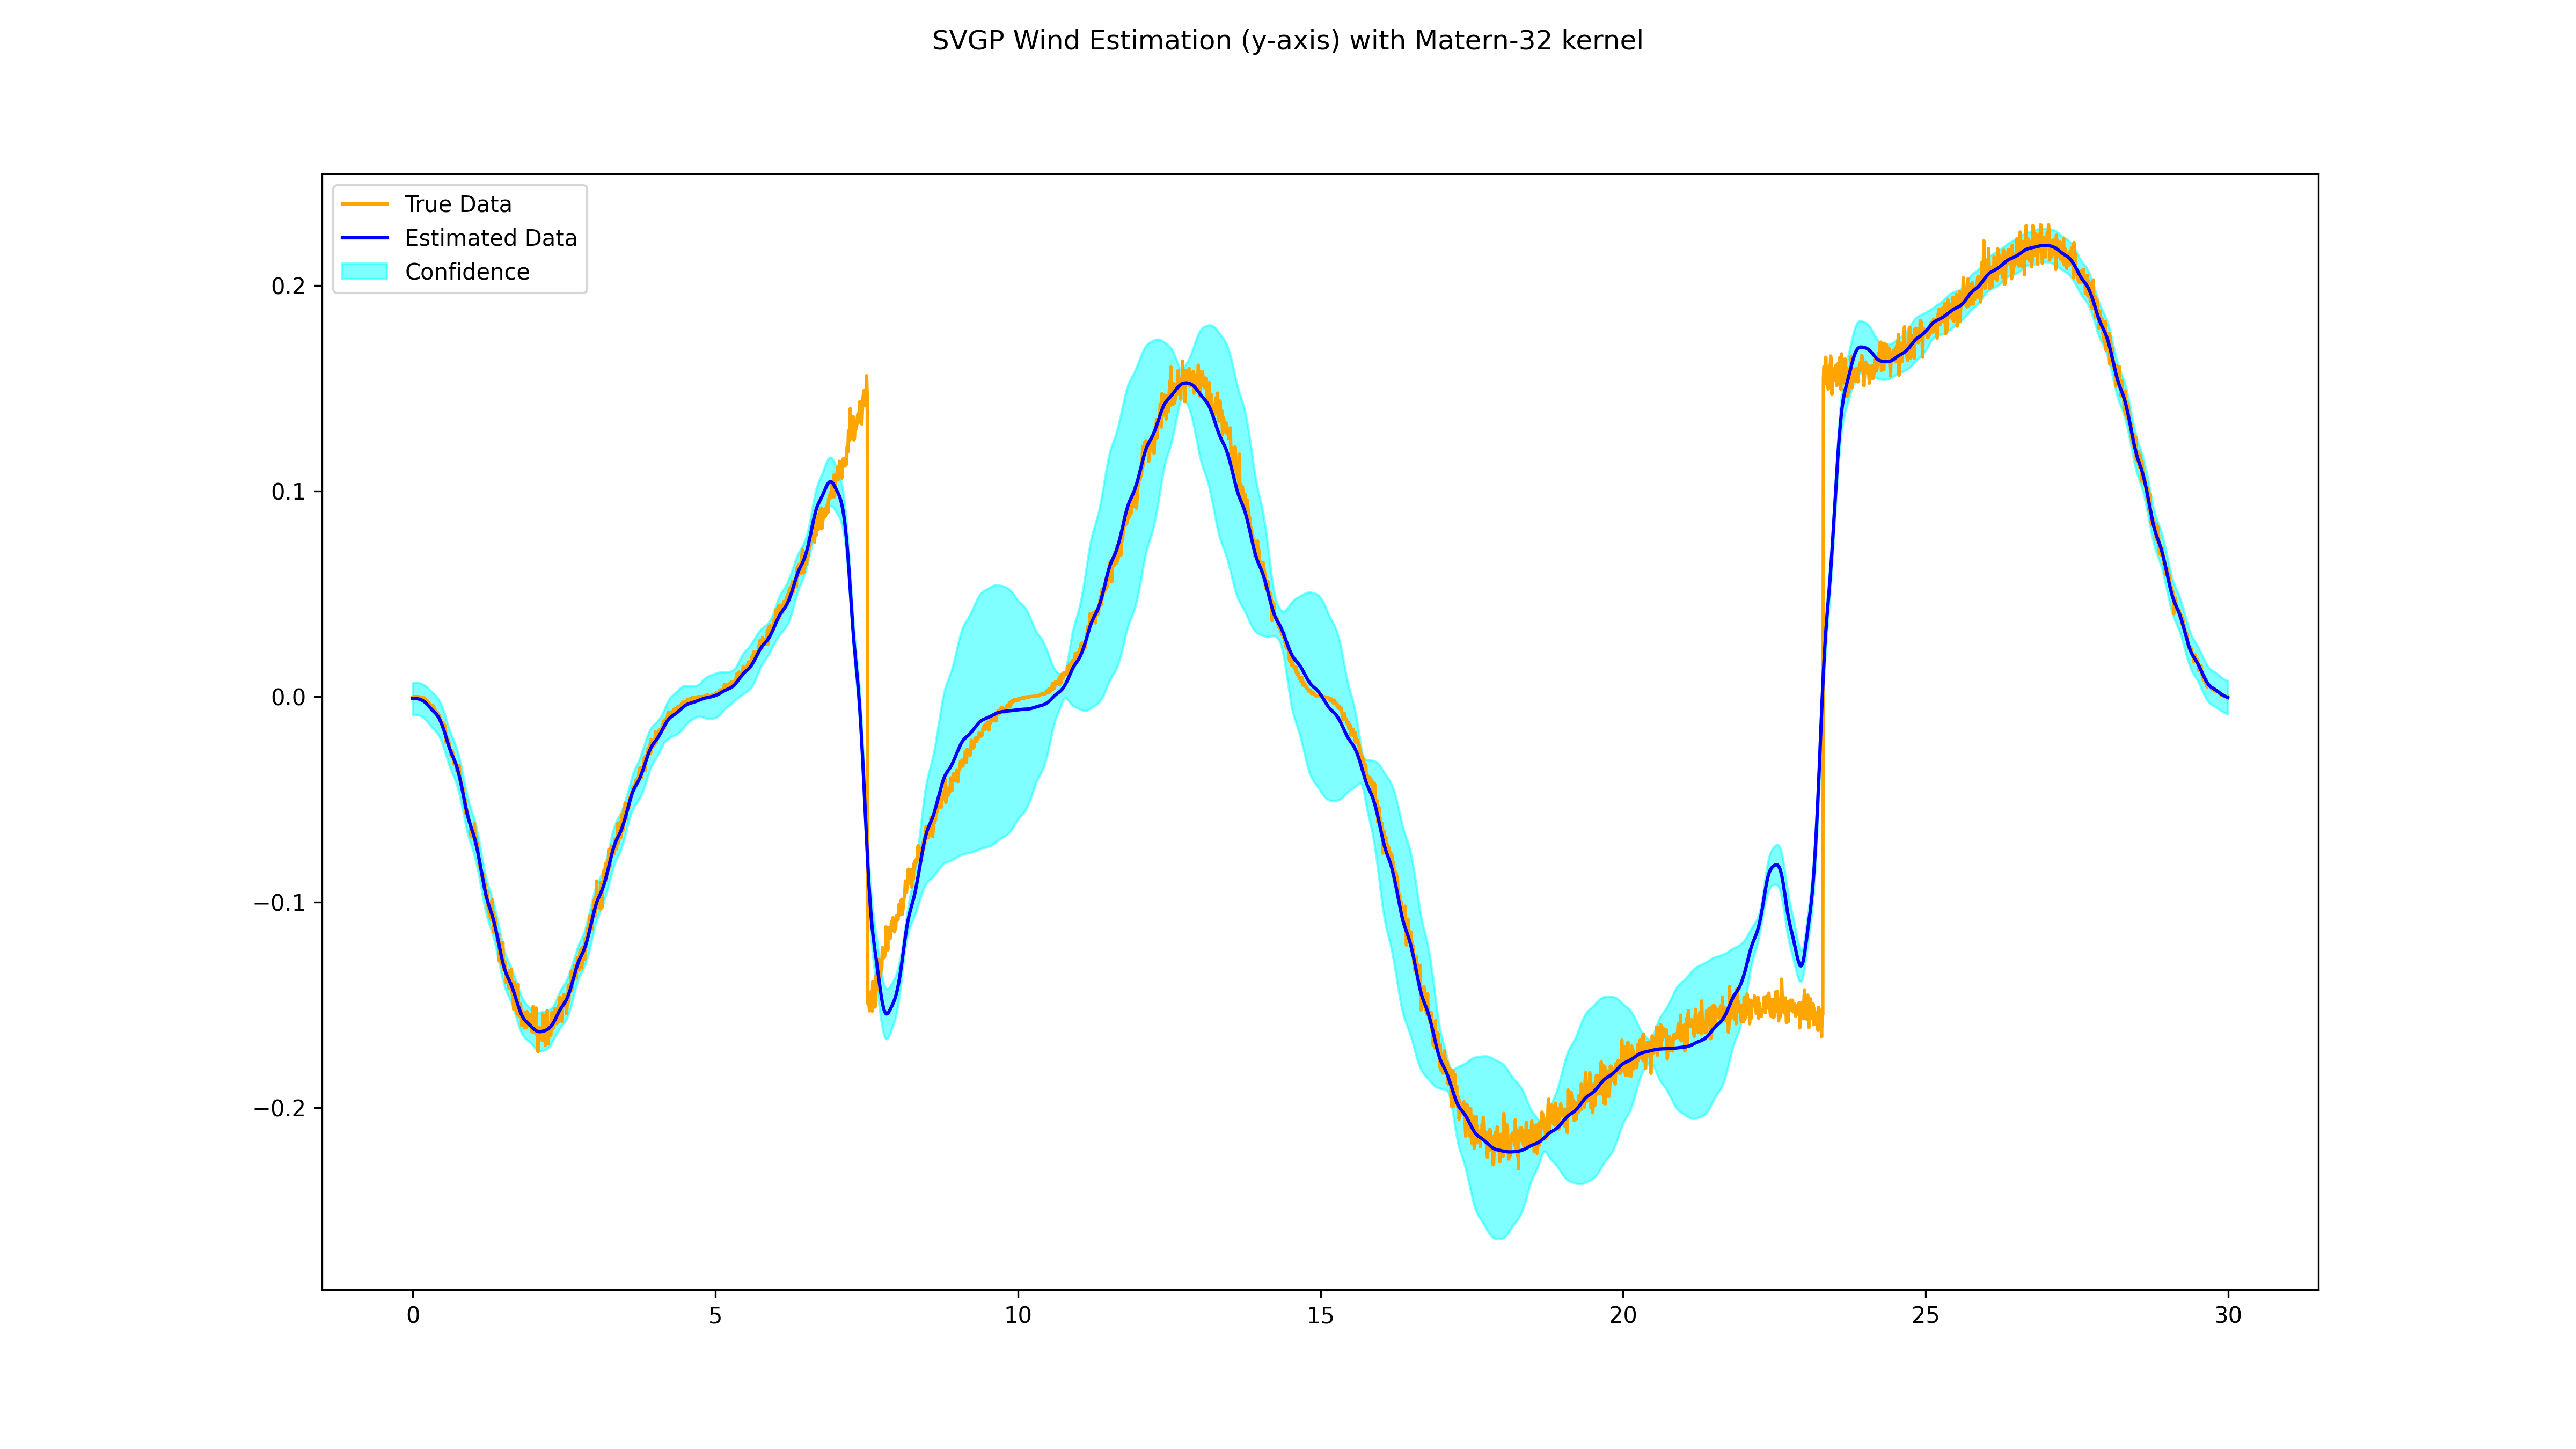 SVGP Wind Estimation (y-axis) with Matern-32 kernel
True Data
Estimated Data
Confidence
0.2
0.1
0.0
−0.1
−0.2
0 5 10 15 20 25 30